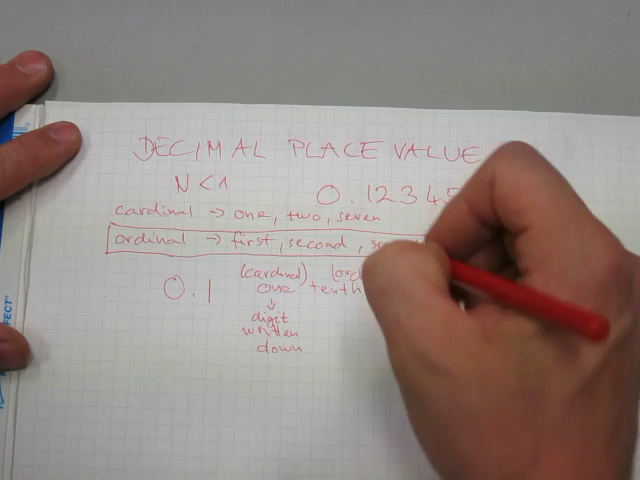 DECIMAL PLACE VALUE
N < 1
0.12345
cardinal → one, two, seven
ordinal → first, second,
0.1
(cardinal)
one tenth
↓
digit
written
down